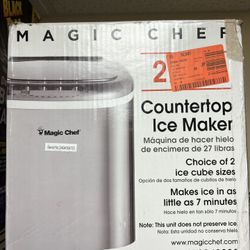 MAGIC CHEF
2
Magic Chef
Countertop
Ice Maker
Máquina de hacer hielo
de encimera de 27 libras
Choice of 2
ice cube sizes
Opción de dos tamaños de cubitos de hielo
Makes ice in as
little as 7 minutes
Hace hielo en tan sólo 7 minutos
Note: This unit does not preserve ice.
Nota: Esta unidad no conserva hielo
www.magicchef.com